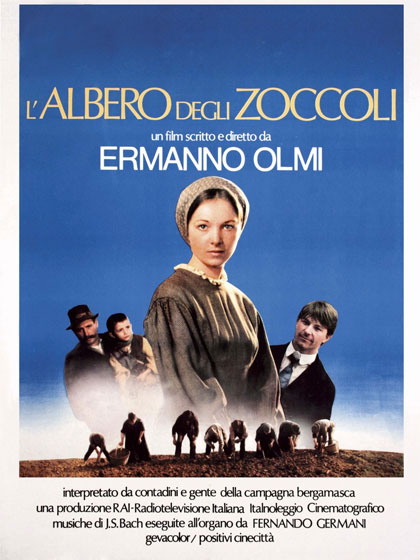 L'ALBERO DEGLI ZOCCOLI
un film scritto e diretto da
ERMANNO OLMI
interpretato da contadini e gente della campagna bergamasca
una produzione RAI-Radiotelevisione Italiana Italnoleggio Cinematografico
musiche di J.S.Bach eseguite all'organo da FERNANDO GERMANI
gevacolor/positivi cinecittà